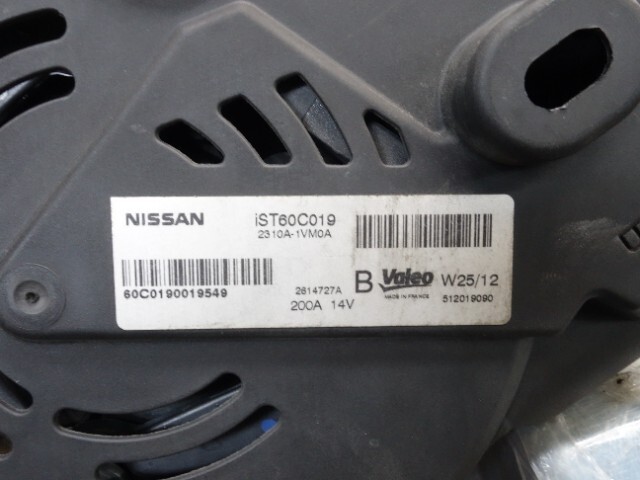 NISSAN iST60C019
2310A-1VM0A
60C0190019549 2614727A B Valeo W25/12
200A 14V MADE IN FRANCE 512019090